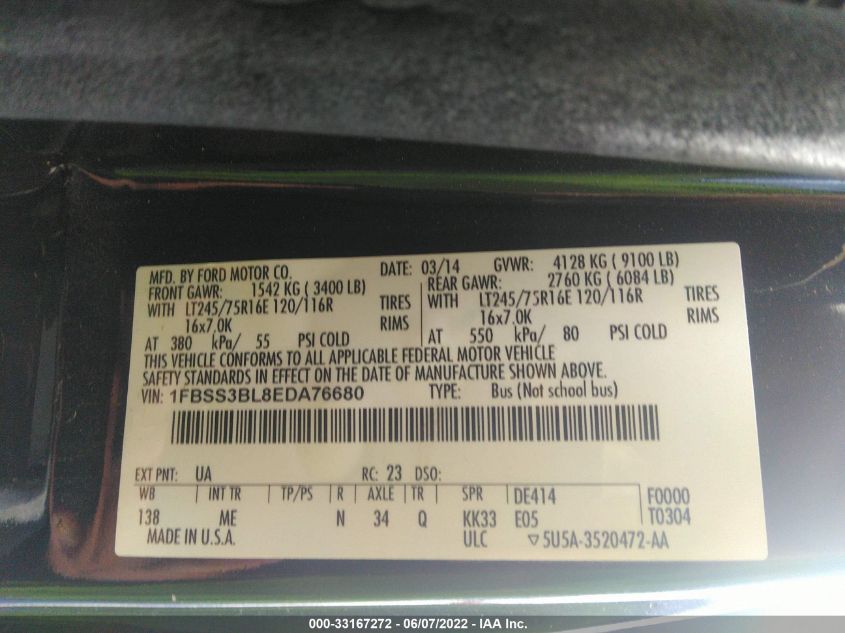 MFD. BY FORD MOTOR CO. DATE: 03/14 GVWR: 4128 KG ( 9100 LB)
FRONT GAWR: 1542 KG ( 3400 LB) REAR GAWR: 2760 KG ( 6084 LB)
WITH LT245/75R16E 120/116R TIRES WITH LT245/75R16E 120/116R TIRES
16x7.0K RIMS 16x7.0K RIMS
AT 380 kPa/ 55 PSI COLD AT 550 kPa/ 80 PSI COLD
THIS VEHICLE CONFORMS TO ALL APPLICABLE FEDERAL MOTOR VEHICLE
SAFETY STANDARDS IN EFFECT ON THE DATE OF MANUFACTURE SHOWN ABOVE.
VIN: 1FBSS3BL8EDA76680 TYPE: Bus (Not school bus)
EXT PNT: UA RC: 23 DSO:
WB INT TR TP/PS R AXLE TR SPR DE414 F0000
138 ME N 34 Q KK33 E05 T0304
MADE IN U.S.A. ULC ▽5U5A-3520472-AA
000-33167272 - 06/07/2022 - IAA Inc.